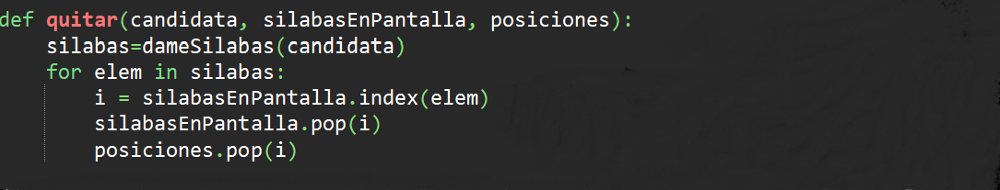 def quitar(candidata, silabasEnPantalla, posiciones):
    silabas=dameSilabas(candidata)
    for elem in silabas:
        i = silabasEnPantalla.index(elem)
        silabasEnPantalla.pop(i)
        posiciones.pop(i)